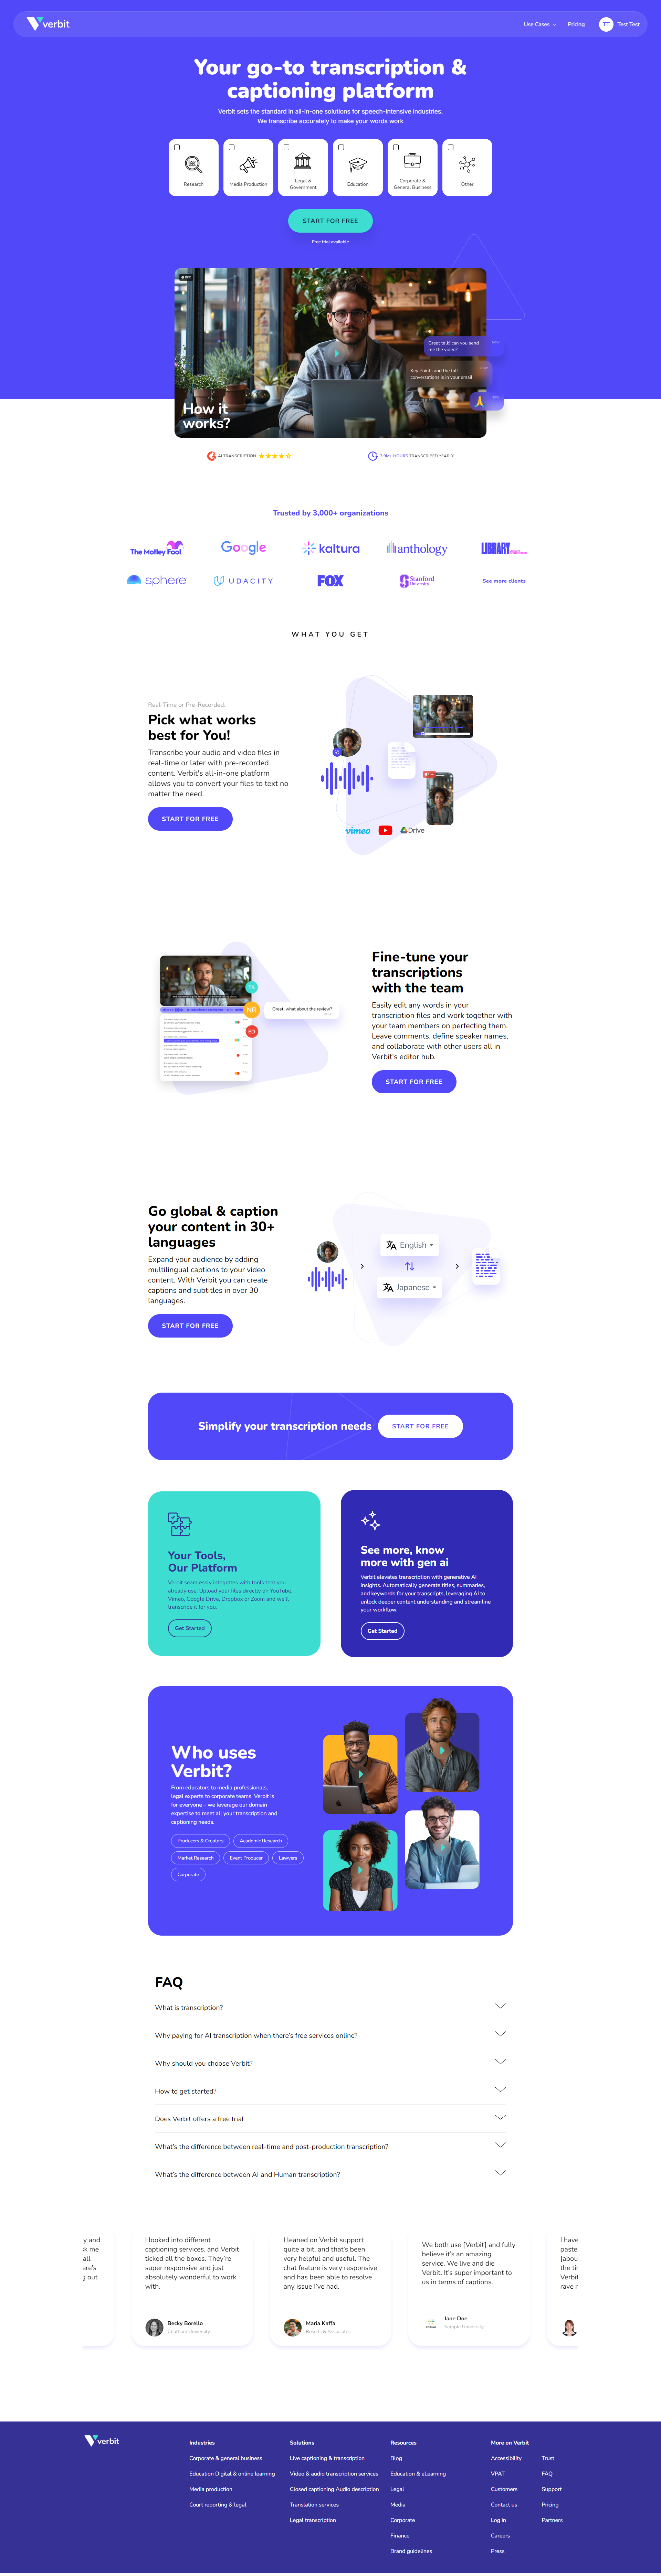 verbit
Use Cases
Pricing
TT
Test Test
Your go-to transcription &
captioning platform
Verbit sets the standard in all-in-one solutions for speech-intensive industries.
We transcribe accurately to make your words work
Research
Media Production
Legal &
Government
Education
Corporate &
General Business
Other
START FOR FREE
Free trial available
Great talk! can you send
me the video?
Key Points and the full
conversations is in your email
How it
works?
AI TRANSCRIPTION
3.9M+ HOURS TRANSCRIBED YEARLY
Trusted by 3,000+ organizations
The Motley Fool
Google
kaltura
anthology
LIBRARY
sphere
UDACITY
FOX
Stanford
University
See more clients
WHAT YOU GET
Real-Time or Pre-Recorded:
Pick what works
best for You!
Transcribe your audio and video files in
real-time or later with pre-recorded
content. Verbit's all-in-one platform
allows you to convert your files to text no
matter the need.
START FOR FREE
vimeo
Drive
NR
EO
Great, what about the review?
Fine-tune your
transcriptions
with the team
Easily edit any words in your
transcription files and work together with
your team members on perfecting them.
Leave comments, define speaker names,
and collaborate with other users all in
Verbit's editor hub.
START FOR FREE
Go global & caption
your content in 30+
languages
Expand your audience by adding
multilingual captions to your video
content. With Verbit you can create
captions and subtitles in over 30
languages.
START FOR FREE
English
Japanese
Simplify your transcription needs
START FOR FREE
Your Tools,
Our Platform
Verbit seamlessly integrates with tools that you
already use. Upload your files directly on YouTube,
Vimeo, Google Drive, Dropbox or Zoom and we'll
transcribe it for you.
Get Started
See more, know
more with gen ai
Verbit elevates transcription with generative AI
insights. Automatically generate titles, summaries,
and keywords for your transcripts, leveraging AI to
unlock deeper content understanding and streamline
your workflow.
Get Started
Who uses
Verbit?
From educators to media professionals,
legal experts to corporate teams, Verbit is
for everyone – we leverage our domain
expertise to meet all your transcription and
captioning needs.
Producers & Creators
Academic Research
Market Research
Event Producer
Lawyers
Corporate
FAQ
What is transcription?
Why paying for AI transcription when there's free services online?
Why should you choose Verbit?
How to get started?
Does Verbit offers a free trial
What's the difference between real-time and post-production transcription?
What's the difference between AI and Human transcription?
y and
sk me
all
ere's
g out
I looked into different
captioning services, and Verbit
ticked all the boxes. They're
super responsive and just
absolutely wonderful to work
with.
Becky Borello
Chatham University
I leaned on Verbit support
quite a bit, and that's been
very helpful and useful. The
chat feature is very responsive
and has been able to resolve
any issue I've had.
Maria Kaffa
Rose Li & Associates
We both use [Verbit] and fully
believe it's an amazing
service. We live and die
Verbit. It's super important to
us in terms of captions.
Jane Doe
Sample University
I have
paste
[abou
the tir
Verbit
rave r
verbit
Industries
Corporate & general business
Education Digital & online learning
Media production
Court reporting & legal
Solutions
Live captioning & transcription
Video & audio transcription services
Closed captioning Audio description
Translation services
Legal transcription
Resources
Blog
Education & eLearning
Legal
Media
Corporate
Finance
Brand guidelines
More on Verbit
Accessibility
VPAT
Customers
Contact us
Log in
Careers
Press
Trust
FAQ
Support
Pricing
Partners